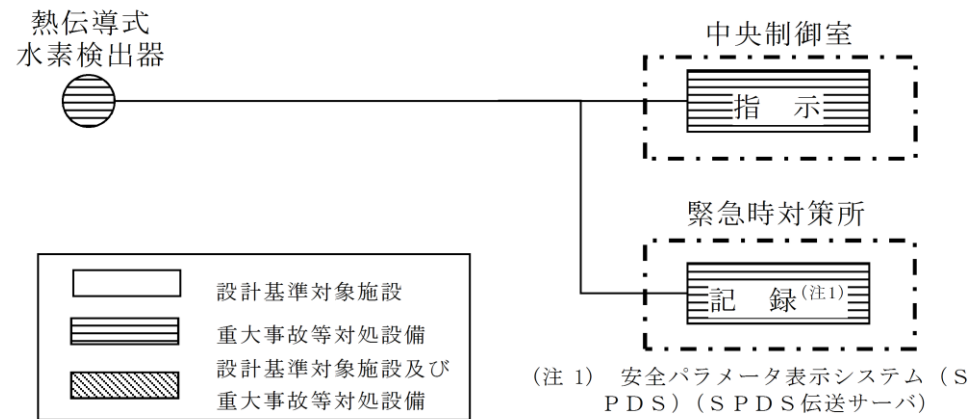 熱伝導式
水素検出器
中央制御室
指 示
緊急時対策所
記 録(注1)
設計基準対象施設
重大事故等対処設備
設計基準対象施設及び
重大事故等対処設備
(注 1) 安全パラメータ表示システム(S
PDS)(SPDS伝送サーバ)